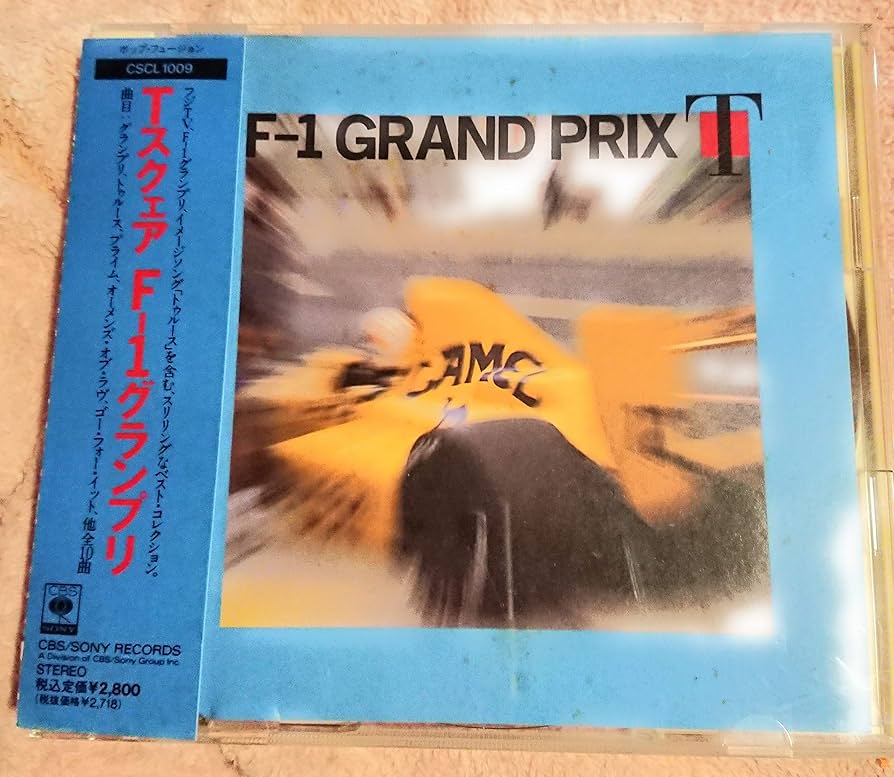 ポップ・フュージョン
CSCL 1009
Tスクェア F-1グランプリ
フジTV、F-1グランプリ、イメージソング「トゥルース」を含む、スリリングなベスト・コレクション。
曲目:グランプリ、トゥルース、プライム、オーメンズ・オブ・ラヴ、ゴー・フォー・イット、他全10曲
CBS
SONY
CBS/SONY RECORDS
A Division of CBS/Sony Group Inc.
STEREO
税込定価¥2,800
(税抜価格¥2,718)
F-1 GRAND PRIX T
CAMEL